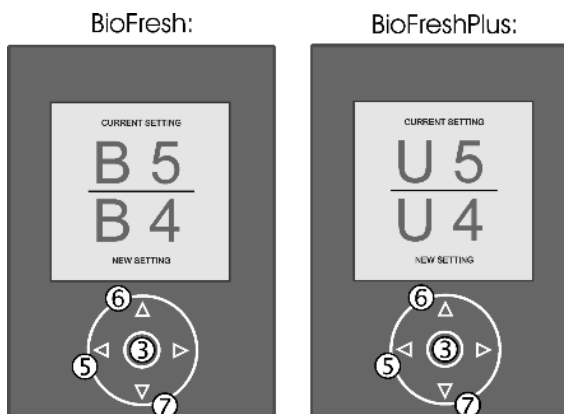 BioFresh:
CURRENT SETTING
B 5
B 4
NEW SETTING
6
3
5
7
BioFreshPlus:
CURRENT SETTING
U 5
U 4
NEW SETTING
6
3
5
7